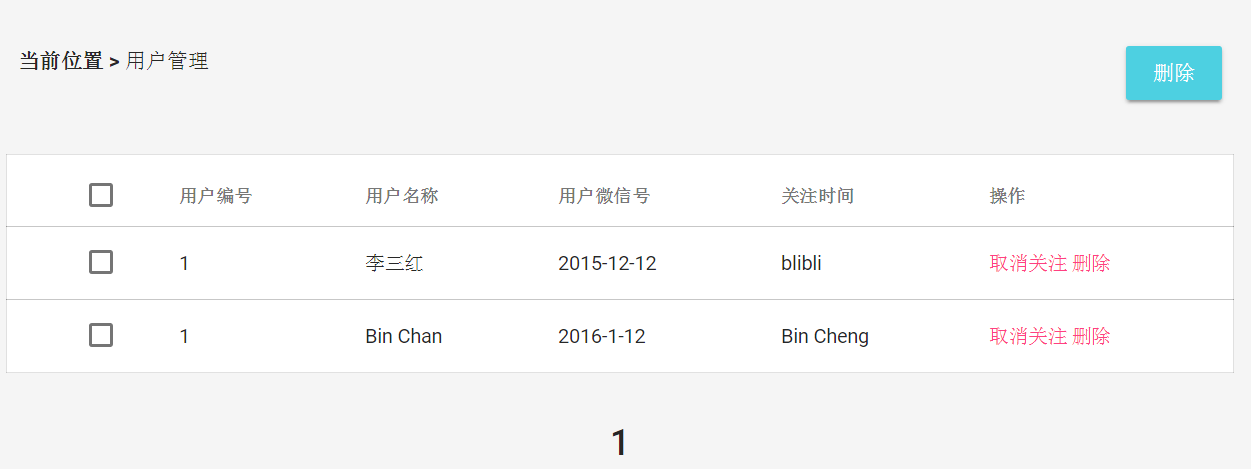 当前位置 > 用户管理
删除
用户编号 用户名称 用户微信号 关注时间 操作
1 李三红 2015-12-12 blibli 取消关注 删除
1 Bin Chan 2016-1-12 Bin Cheng 取消关注 删除
1